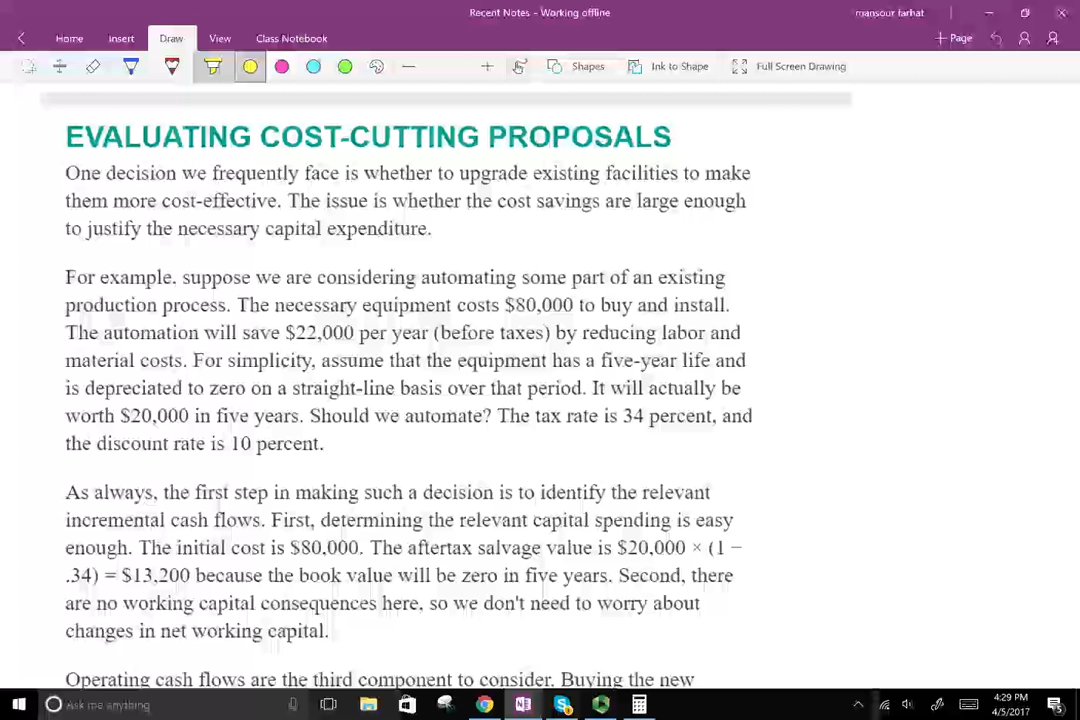 Recent Notes - Working offline
mansour farhat
Home Insert Draw View Class Notebook
Page
Shapes Ink to Shape Full Screen Drawing
EVALUATING COST-CUTTING PROPOSALS
One decision we frequently face is whether to upgrade existing facilities to make
them more cost-effective. The issue is whether the cost savings are large enough
to justify the necessary capital expenditure.
For example, suppose we are considering automating some part of an existing
production process. The necessary equipment costs $80,000 to buy and install.
The automation will save $22,000 per year (before taxes) by reducing labor and
material costs. For simplicity, assume that the equipment has a five-year life and
is depreciated to zero on a straight-line basis over that period. It will actually be
worth $20,000 in five years. Should we automate? The tax rate is 34 percent, and
the discount rate is 10 percent.
As always, the first step in making such a decision is to identify the relevant
incremental cash flows. First, determining the relevant capital spending is easy
enough. The initial cost is $80,000. The aftertax salvage value is $20,000 × (1 −
.34) = $13,200 because the book value will be zero in five years. Second, there
are no working capital consequences here, so we don't need to worry about
changes in net working capital.
Operating cash flows are the third component to consider. Buying the new
Ask me anything
4:29 PM
4/5/2017
5